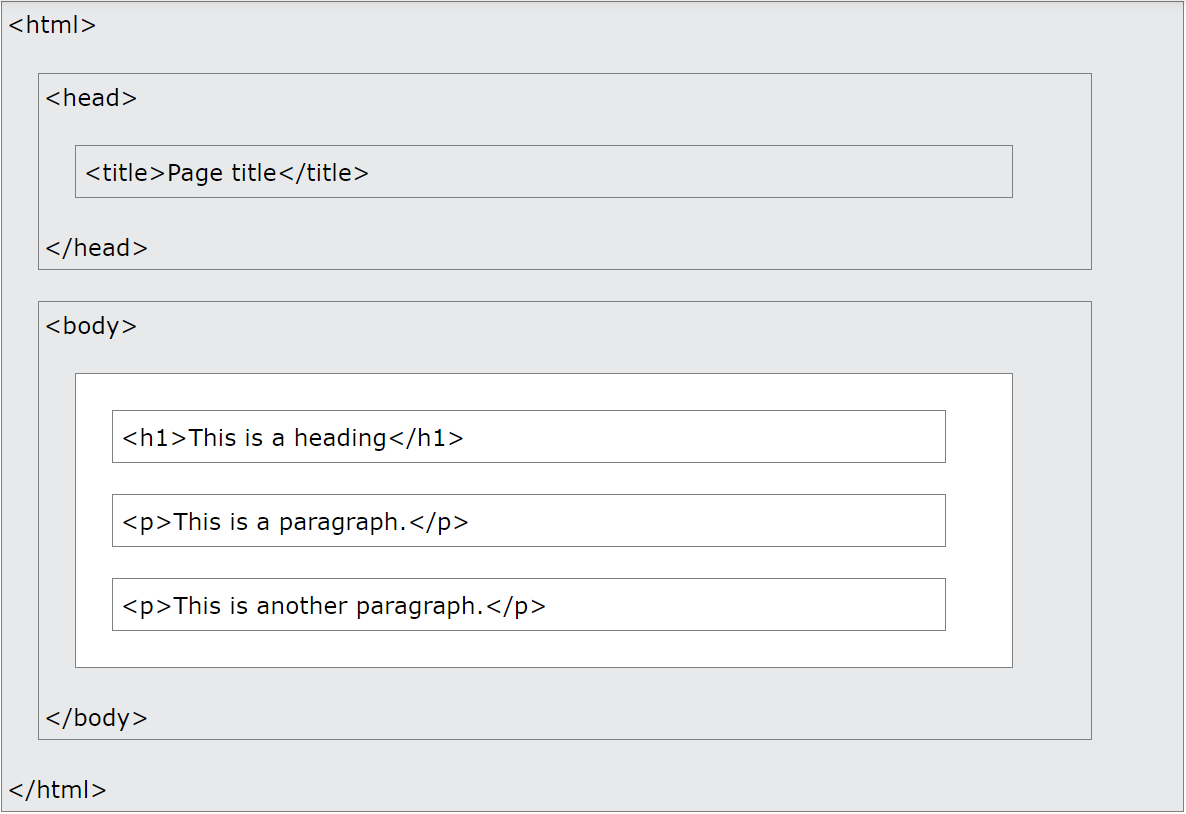 <html>
<head>
<title>Page title</title>
</head>
<body>
<h1>This is a heading</h1>
<p>This is a paragraph.</p>
<p>This is another paragraph.</p>
</body>
</html>